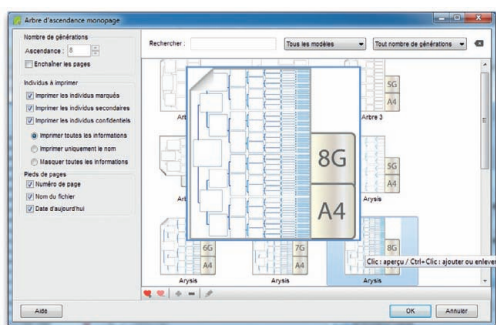 Arbre d'ascendance monopage
Nombre de générations
Ascendance : 8
Enchaîner les pages
Individus à imprimer
Imprimer les individus marqués
Imprimer les individus secondaires
Imprimer les individus confidentiels
Imprimer toutes les informations
Imprimer uniquement le nom
Masquer toutes les informations
Pieds de pages
Numéro de page
Nom du fichier
Date d'aujourd'hui
Rechercher :
Tous les modèles
Tout nombre de générations
5G
A4
Arbre 3
8G
A4
5G
A4
Arysis
6G
A4
Arysis
7G
A4
Arysis
8G
Arysis
Clic : aperçu / Ctrl+Clic : ajouter ou enlever
Aide
OK
Annuler